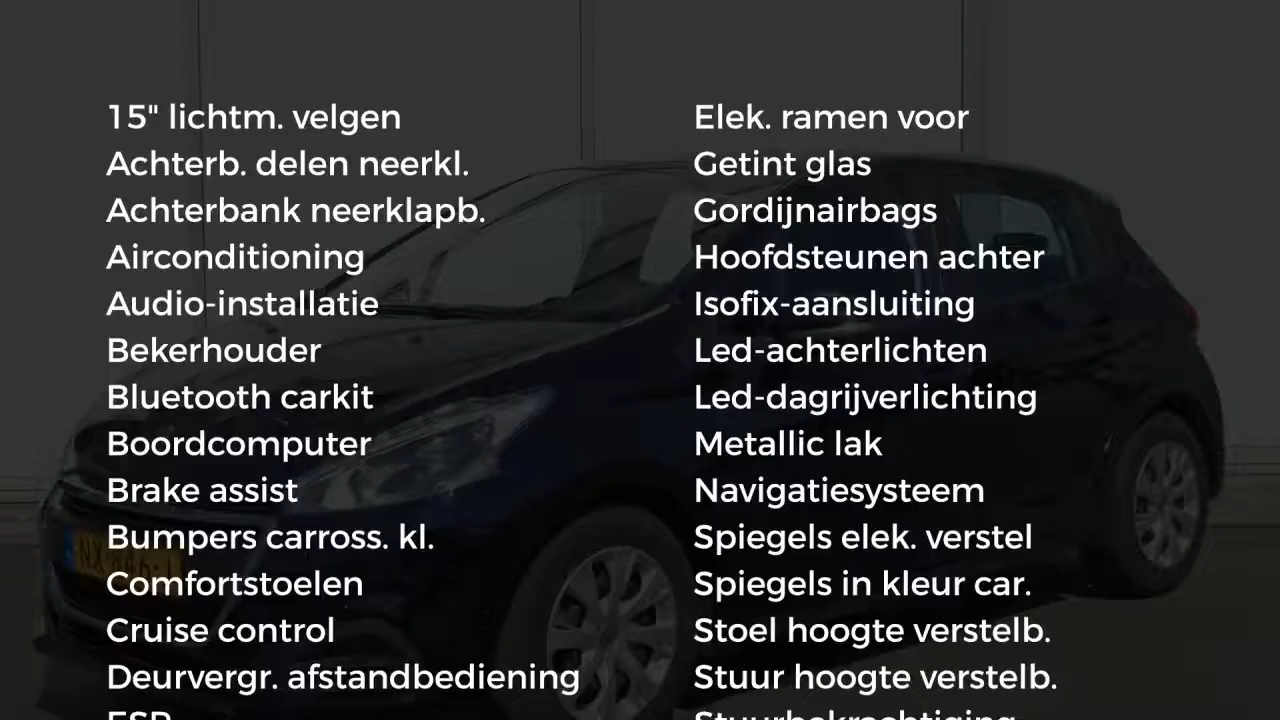 15" lichtm. velgen
Achterb. delen neerkl.
Achterbank neerklapb.
Airconditioning
Audio-installatie
Bekerhouder
Bluetooth carkit
Boordcomputer
Brake assist
Bumpers carross. kl.
Comfortstoelen
Cruise control
Deurvergr. afstandbediening
ESP
Elek. ramen voor
Getint glas
Gordijnairbags
Hoofdsteunen achter
Isofix-aansluiting
Led-achterlichten
Led-dagrijverlichting
Metallic lak
Navigatiesysteem
Spiegels elek. verstel
Spiegels in kleur car.
Stoel hoogte verstelb.
Stuur hoogte verstelb.
Stuurbekrachtiging